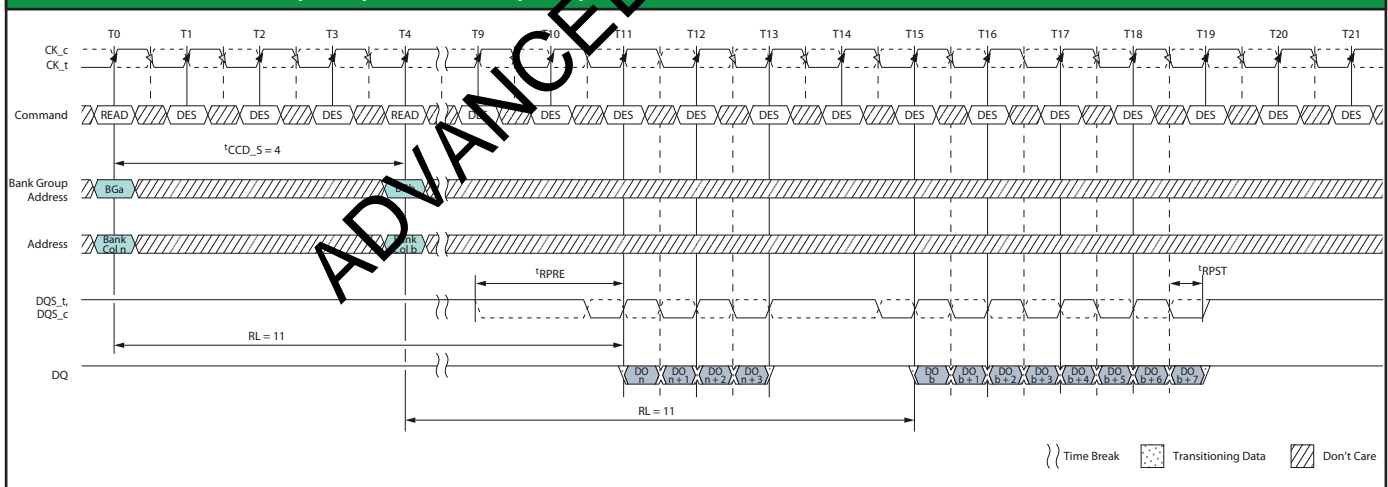 T0 T1 T2 T3 T4 T9 T10 T11 T12 T13 T14 T15 T16 T17 T18 T19 T20 T21
CK_c
CK_t
Command READ DES DES DES READ DES DES DES DES DES DES DES DES DES DES DES DES DES
tCCD_S = 4
Bank Group
Address
BGa
Address
Bank
Col n
Bank
Col b
tRPRE
tRPST
DQS_t,
DQS_c
RL = 11
DQ
DO
n
DO
n + 1
DO
n + 2
DO
n + 3
DO
b
DO
b + 1
DO
b + 2
DO
b + 3
DO
b + 4
DO
b + 5
DO
b + 6
DO
b + 7
RL = 11
Time Break Transitioning Data Don't Care